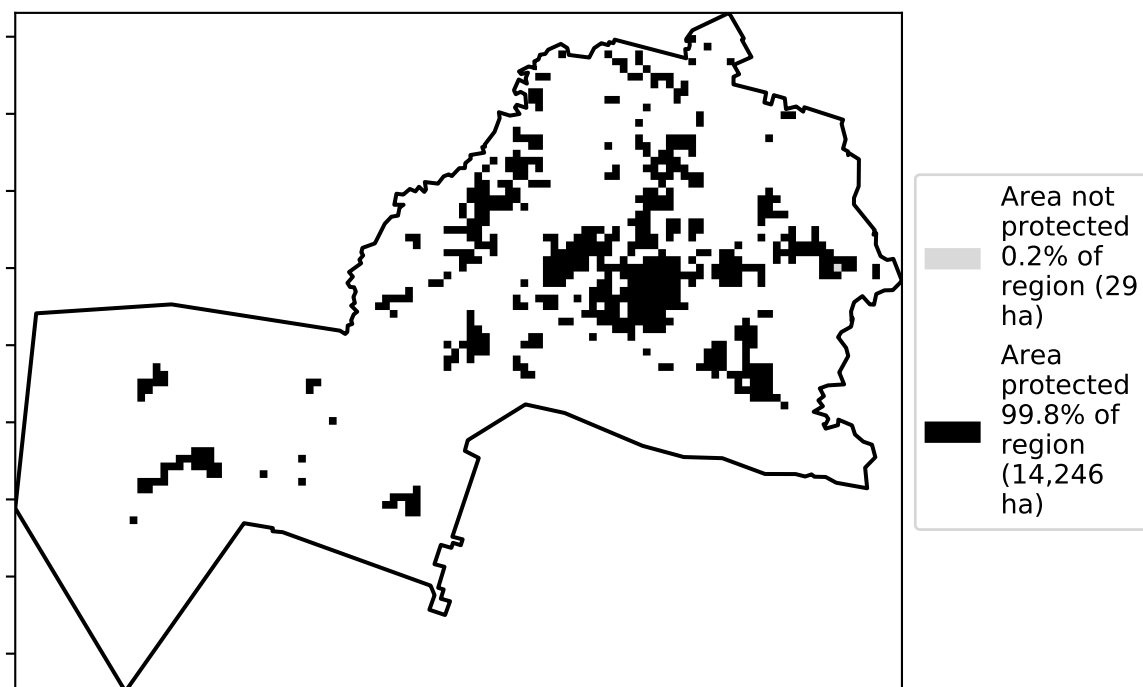 Area not
protected
0.2% of
region (29
ha)
Area
protected
99.8% of
region
(14,246
ha)